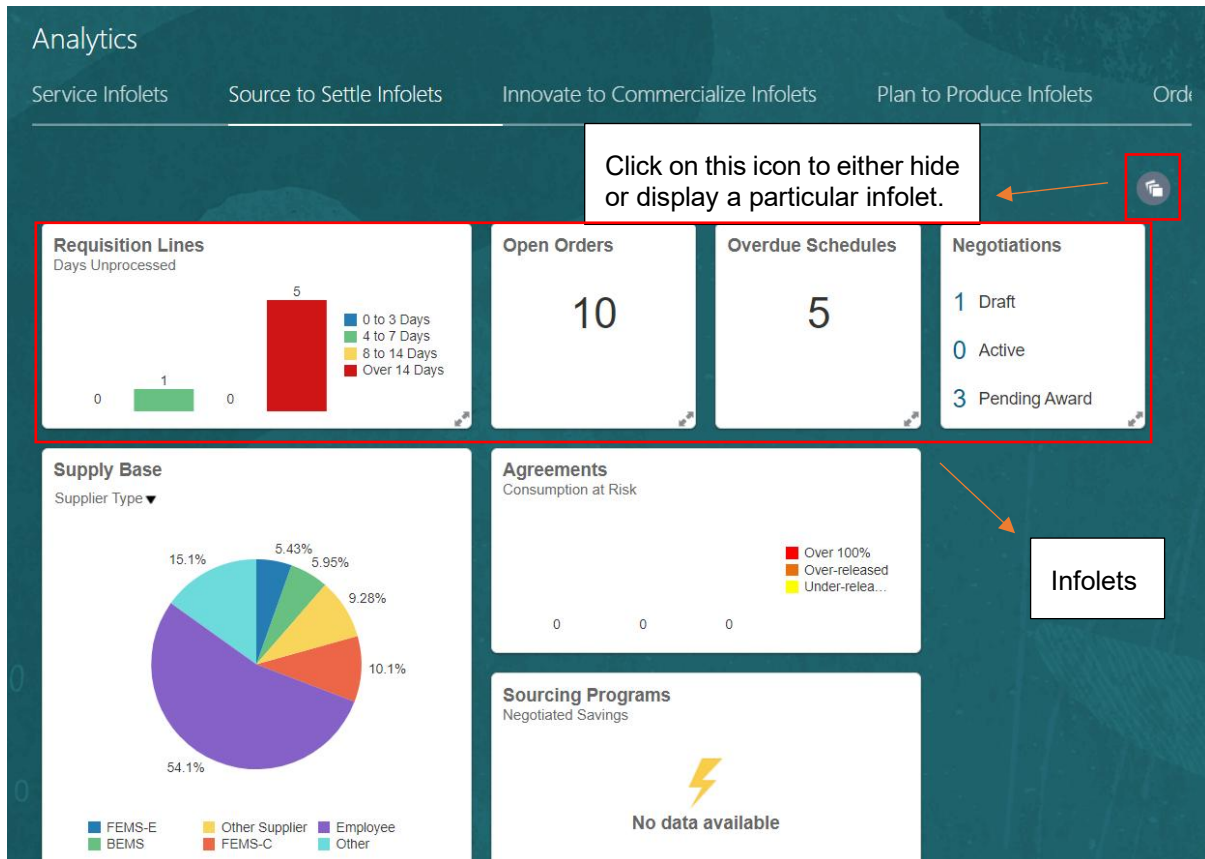 Analytics
Service Infolets
Source to Settle Infolets
Innovate to Commercialize Infolets
Plan to Produce Infolets
Click on this icon to either hide
or display a particular infolet.
Requisition Lines
Days Unprocessed
5
1
0
0
0 to 3 Days
4 to 7 Days
8 to 14 Days
Over 14 Days
Open Orders
10
Overdue Schedules
5
Negotiations
1 Draft
0 Active
3 Pending Award
Supply Base
Supplier Type
15.1%
5.43%
5.95%
9.28%
10.1%
54.1%
FEMS-E
Other Supplier
Employee
BEMS
FEMS-C
Other
Agreements
Consumption at Risk
Over 100%
Over-released
Under-relea...
0
0
0
Infolets
Sourcing Programs
Negotiated Savings
No data available